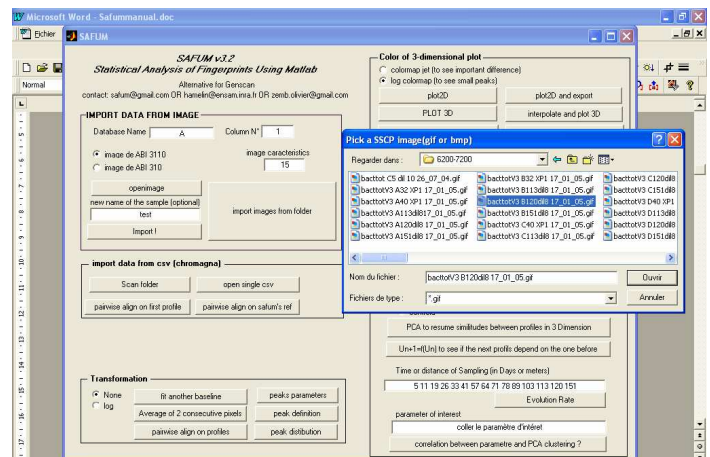 Microsoft Word - Safummanual.doc
Fichier
SAFUM
Normal
SAFUM v3.2
Statistical Analysis of Fingerprints Using Matlab
Alternative for Genscan
contact: safum@gmail.com OR hamelin@ensam.inra.fr OR zemb.olivier@gmail.com
IMPORT DATA FROM IMAGE
Database Name A Column N° 1
image de ABI 3110
image de ABI 310
image caracteristics
15
openimage
new name of the sample (optional)
test
Import !
import images from folder
import data from csv (chromagna)
Scan folder open single csv
pairwise align on first profile pairwise align on safum's ref
Transformation
None
log
fit another baseline peaks parameters
Average of 2 consecutive pixels peak definition
pairwise align on profiles peak distibution
Color of 3-dimensional plot
colormap jet (to see important difference)
log colormap (to see small peaks)
plot2D plot2D and export
PLOT 3D interpolate and plot 3D
Pick a SSCP image(gif or bmp)
Regarder dans : 6200-7200
bacttot C5 dil 10 26_07_04.gif bacttotV3 B32 XP1 17_01_05.gif bacttotV3 C120dil8
bacttotV3 A32 XP1 17_01_05.gif bacttotV3 B113dil8 17_01_05.gif bacttotV3 C151dil8
bacttotV3 A40 XP1 17_01_05.gif bacttotV3 B120dil8 17_01_05.gif bacttotV3 D40 XP1
bacttotV3 A113dil817_01_05.gif bacttotV3 B151dil8 17_01_05.gif bacttotV3 D113dil8
bacttotV3 A120dil8 17_01_05.gif bacttotV3 C40 XP1 17_01_05.gif bacttotV3 D120dil8
bacttotV3 A151dil8 17_01_05.gif bacttotV3 C113dil8 17_01_05.gif bacttotV3 D151dil8
Nom du fichier : bacttotV3 B120dil8 17_01_05.gif Ouvrir
Fichiers de type : *.gif Annuler
PCA to resume similitudes between profiles in 3 Dimension
Un+1=f(Un) to see if the next profils depend on the one before
Time or distance of Sampling (in Days or meters)
5 11 19 26 33 41 57 64 71 78 89 103 113 120 151
Evolution Rate
parameter of interest
coller le paramètre d'intéret
correlation between parametre and PCA clustering ?